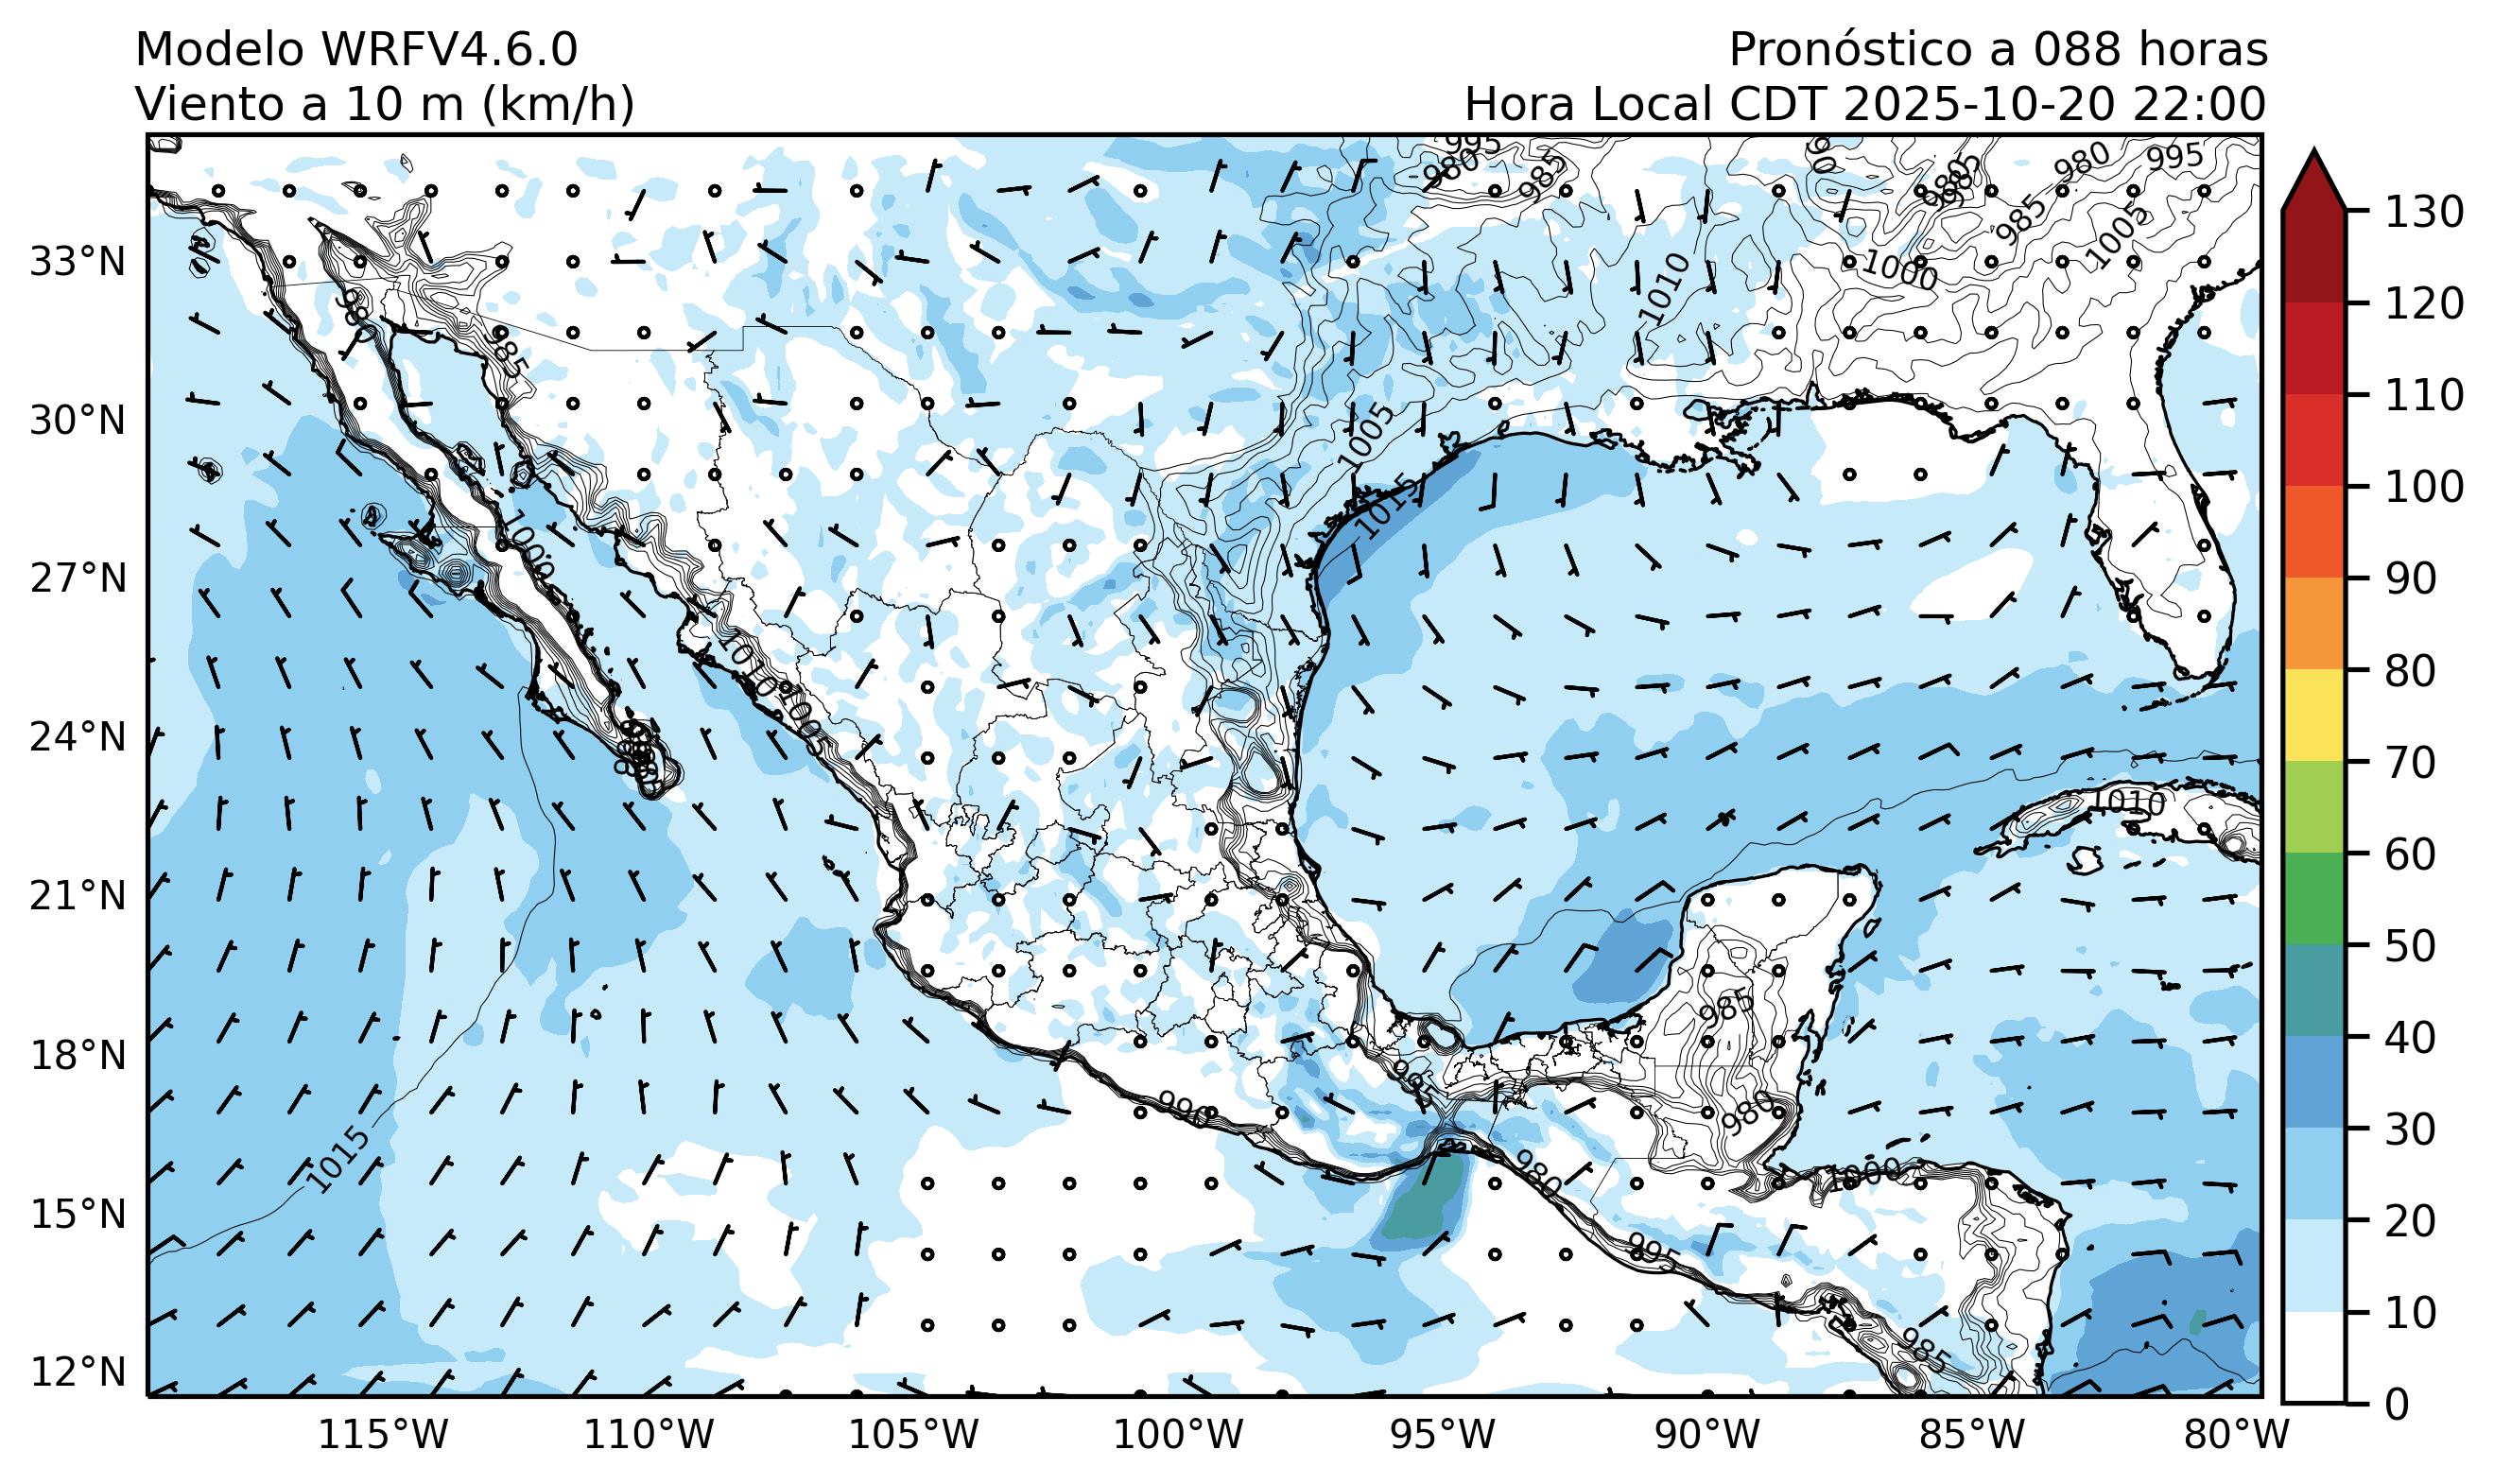 Modelo WRFV4.6.0
Pronóstico a 088 horas
Viento a 10 m (km/h)
Hora Local CDT 2025-10-20 22:00
995
980
985
985
980
995
985
1005
1000
1010
980
985
1005
1015
1005
1010
1005
1010
985
995
990
980
1015
980
1000
995
985
33°N
30°N
27°N
24°N
21°N
18°N
15°N
12°N
115°W
110°W
105°W
100°W
95°W
90°W
85°W
80°W
130
120
110
100
90
80
70
60
50
40
30
20
10
0